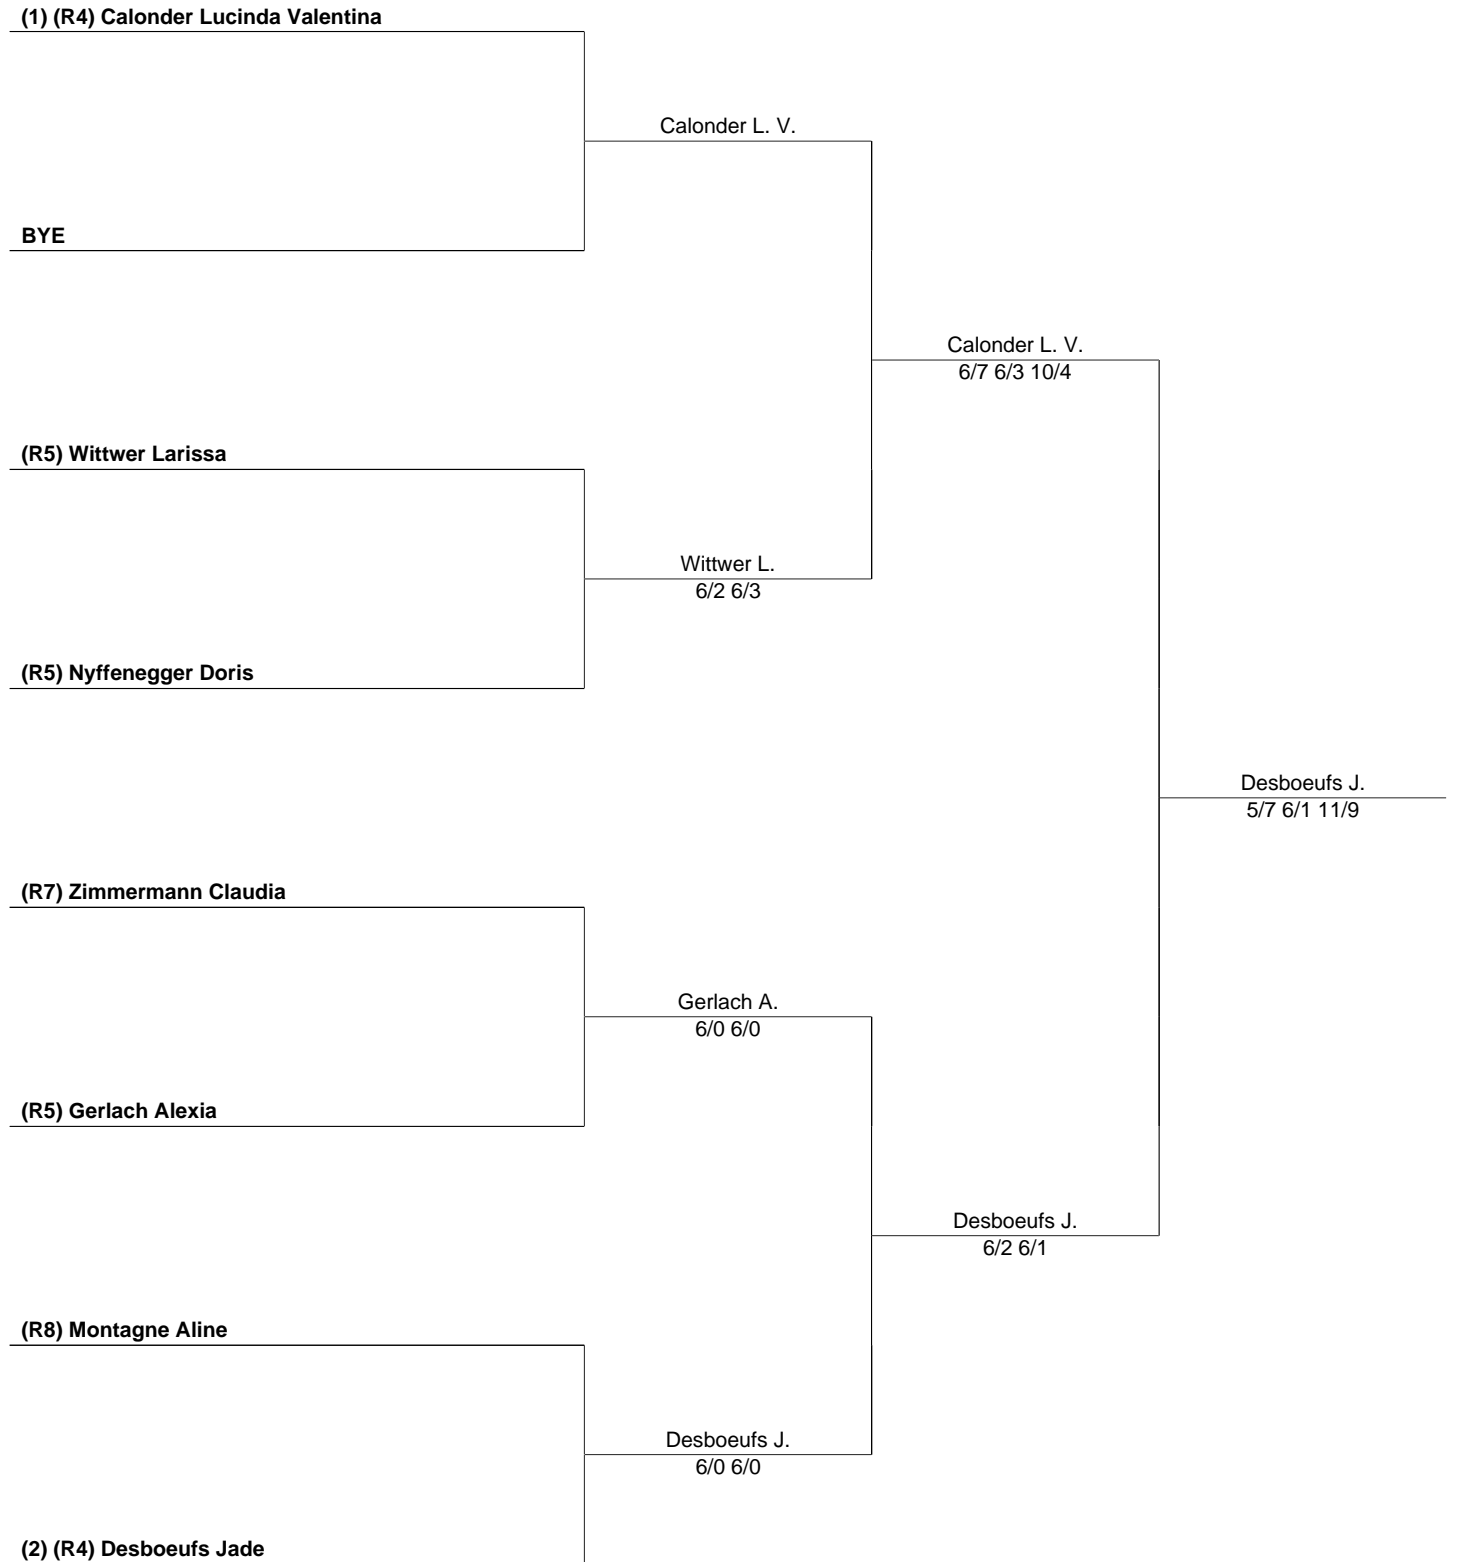 (1) (R4) Calonder Lucinda Valentina
Calonder L. V.
BYE
Calonder L. V.
6/7 6/3 10/4
(R5) Wittwer Larissa
Wittwer L.
6/2 6/3
(R5) Nyffenegger Doris
Desboeufs J.
5/7 6/1 11/9
(R7) Zimmermann Claudia
Gerlach A.
6/0 6/0
(R5) Gerlach Alexia
Desboeufs J.
6/2 6/1
(R8) Montagne Aline
Desboeufs J.
6/0 6/0
(2) (R4) Desboeufs Jade